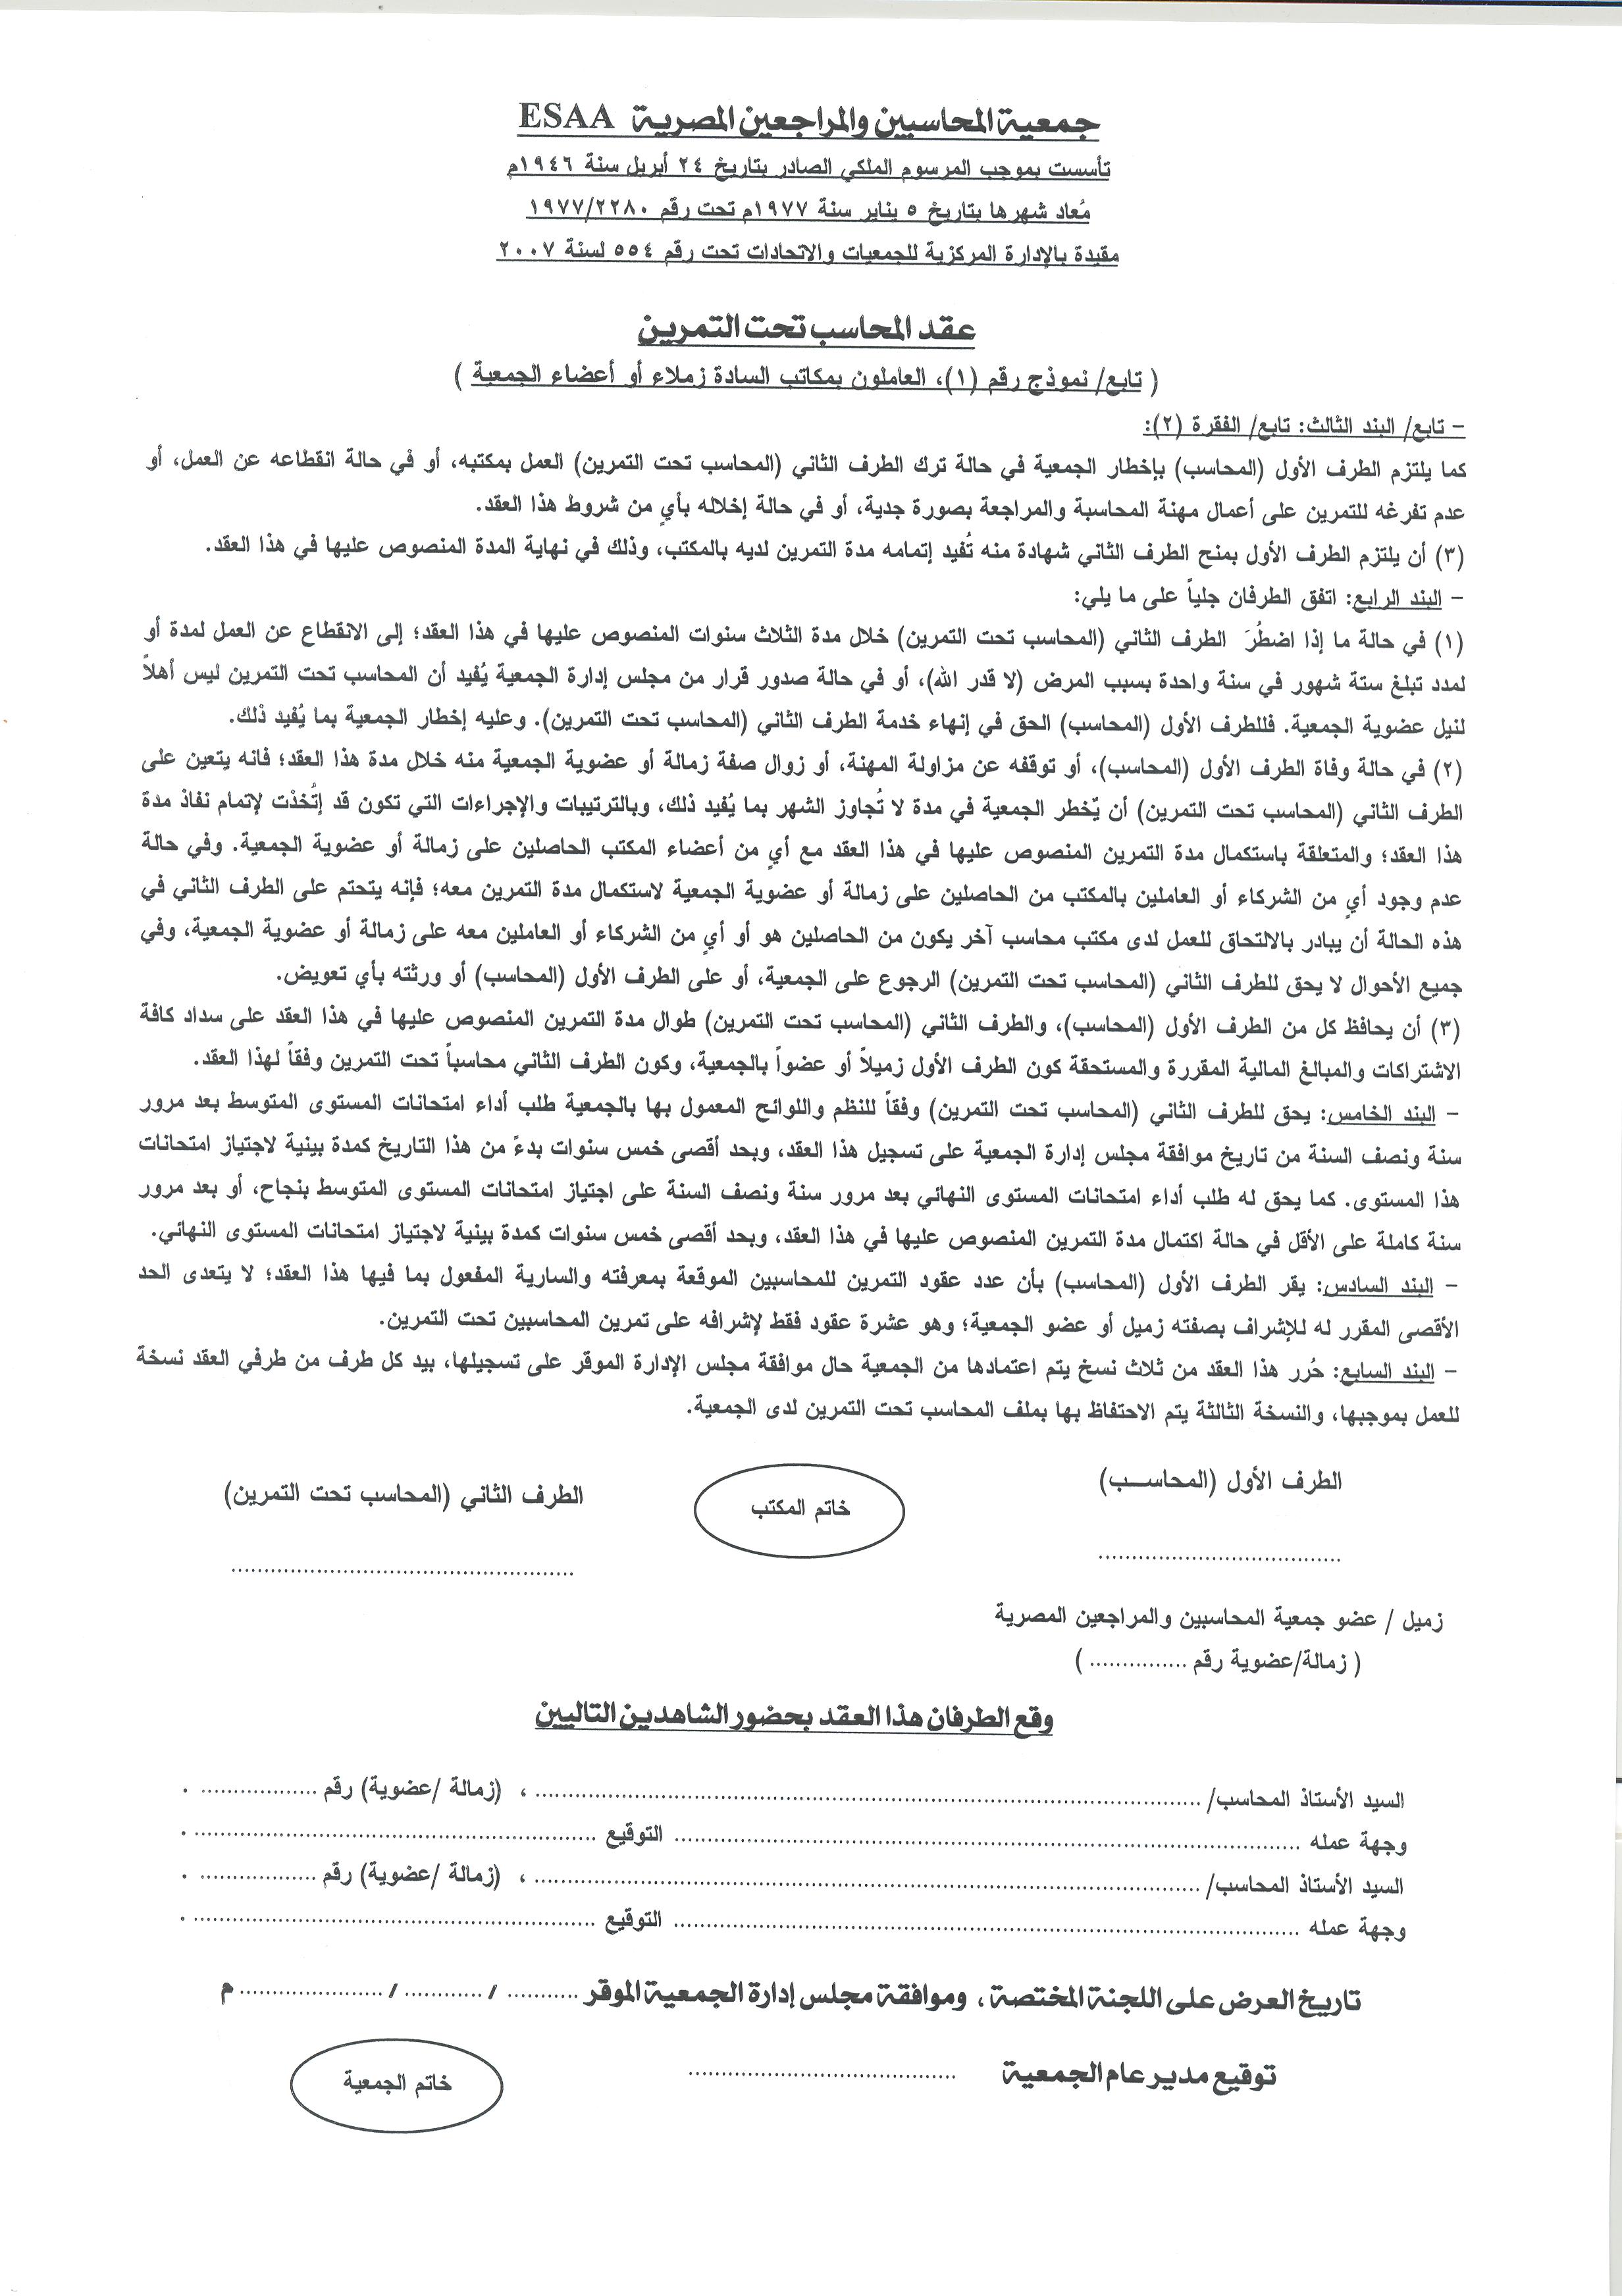 جمعية المحاسبين والمراجعين المصرية ESAA
تأسست بموجب المرسوم الملكي الصادر بتاريخ ٢٤ أبريل سنة ١٩٤٦م
مُعاد شهرها بتاريخ ٥ يناير سنة ١٩٧٧م تحت رقم ١٩٧٧/٢٢٨٠
مقيدة بالإدارة المركزية للجمعيات والاتحادات تحت رقم ٥٥٤ لسنة ٢٠٠٧
عقد المحاسب تحت التمرين
( تابع/ نموذج رقم (١)، العاملون بمكاتب السادة زملاء أو أعضاء الجمعية )
- تابع/ البند الثالث: تابع/ الفقرة (٢):
كما يلتزم الطرف الأول (المحاسب) بإخطار الجمعية في حالة ترك الطرف الثاني (المحاسب تحت التمرين) العمل بمكتبه، أو في حالة انقطاعه عن العمل، أو
عدم تفرغه للتمرين على أعمال مهنة المحاسبة والمراجعة بصورة جدية، أو في حالة إخلاله بأيٍ من شروط هذا العقد.
(٣) أن يلتزم الطرف الأول بمنح الطرف الثاني شهادة منه تُفيد إتمامه مدة التمرين لديه بالمكتب، وذلك في نهاية المدة المنصوص عليها في هذا العقد.
- البند الرابع: اتفق الطرفان جلياً على ما يلي:
(١) في حالة ما إذا اضطُرَ الطرف الثاني (المحاسب تحت التمرين) خلال مدة الثلاث سنوات المنصوص عليها في هذا العقد؛ إلى الانقطاع عن العمل لمدة أو
لمدد تبلغ ستة شهور في سنة واحدة بسبب المرض (لا قدر الله)، أو في حالة صدور قرار من مجلس إدارة الجمعية يُفيد أن المحاسب تحت التمرين ليس أهلاً
لنيل عضوية الجمعية. فللطرف الأول (المحاسب) الحق في إنهاء خدمة الطرف الثاني (المحاسب تحت التمرين). وعليه إخطار الجمعية بما يُفيد ذلك.
(٢) في حالة وفاة الطرف الأول (المحاسب)، أو توقفه عن مزاولة المهنة، أو زوال صفة زمالة أو عضوية الجمعية منه خلال مدة هذا العقد؛ فانه يتعين على
الطرف الثاني (المحاسب تحت التمرين) أن يّخطر الجمعية في مدة لا تُجاوز الشهر بما يُفيد ذلك، وبالترتيبات والإجراءات التي تكون قد إتُخذت لإتمام نفاذ مدة
هذا العقد؛ والمتعلقة باستكمال مدة التمرين المنصوص عليها في هذا العقد مع أيٍ من أعضاء المكتب الحاصلين على زمالة أو عضوية الجمعية. وفي حالة
عدم وجود أيٍ من الشركاء أو العاملين بالمكتب من الحاصلين على زمالة أو عضوية الجمعية لاستكمال مدة التمرين معه؛ فإنه يتحتم على الطرف الثاني في
هذه الحالة أن يبادر بالالتحاق للعمل لدى مكتب محاسب آخر يكون من الحاصلين هو أو أيٍ من الشركاء أو العاملين معه على زمالة أو عضوية الجمعية، وفي
جميع الأحوال لا يحق للطرف الثاني (المحاسب تحت التمرين) الرجوع على الجمعية، أو على الطرف الأول (المحاسب) أو ورثته بأي تعويض.
(٣) أن يحافظ كل من الطرف الأول (المحاسب)، والطرف الثاني (المحاسب تحت التمرين) طوال مدة التمرين المنصوص عليها في هذا العقد على سداد كافة
الاشتراكات والمبالغ المالية المقررة والمستحقة كون الطرف الأول زميلاً أو عضواً بالجمعية، وكون الطرف الثاني محاسباً تحت التمرين وفقاً لهذا العقد.
- البند الخامس: يحق للطرف الثاني (المحاسب تحت التمرين) وفقاً للنظم واللوائح المعمول بها بالجمعية طلب أداء امتحانات المستوى المتوسط بعد مرور
سنة ونصف السنة من تاريخ موافقة مجلس إدارة الجمعية على تسجيل هذا العقد، وبحد أقصى خمس سنوات بدءً من هذا التاريخ كمدة بينية لاجتياز امتحانات
هذا المستوى. كما يحق له طلب أداء امتحانات المستوى النهائي بعد مرور سنة ونصف السنة على اجتياز امتحانات المستوى المتوسط بنجاح، أو بعد مرور
سنة كاملة على الأقل في حالة اكتمال مدة التمرين المنصوص عليها في هذا العقد، وبحد أقصى خمس سنوات كمدة بينية لاجتياز امتحانات المستوى النهائي.
- البند السادس: يقر الطرف الأول (المحاسب) بأن عدد عقود التمرين للمحاسبين الموقعة بمعرفته والسارية المفعول بما فيها هذا العقد؛ لا يتعدى الحد
الأقصى المقرر له للإشراف بصفته زميل أو عضو الجمعية؛ وهو عشرة عقود فقط لإشرافه على تمرين المحاسبين تحت التمرين.
- البند السابع: حُرر هذا العقد من ثلاث نسخ يتم اعتمادها من الجمعية حال موافقة مجلس الإدارة الموقر على تسجيلها، بيد كل طرف من طرفي العقد نسخة
للعمل بموجبها، والنسخة الثالثة يتم الاحتفاظ بها بملف المحاسب تحت التمرين لدى الجمعية.
الطرف الأول (المحاســب)
خاتم المكتب
الطرف الثاني (المحاسب تحت التمرين)
زميل / عضو جمعية المحاسبين والمراجعين المصرية
( زمالة/عضوية رقم ............... )
وقع الطرفان هذا العقد بحضور الشاهدين التاليين
السيد الأستاذ المحاسب/ ............................ ، (زمالة /عضوية) رقم .................. .
وجهة عمله ............................ التوقيع ............................ .
السيد الأستاذ المحاسب/ ............................ ، (زمالة /عضوية) رقم .................. .
وجهة عمله ............................ التوقيع ............................ .
تاريخ العرض على اللجنة المختصة، وموافقة مجلس إدارة الجمعية الموقر ........... / ............ / ..................... م
توقيع مدير عام الجمعية ............................
خاتم الجمعية